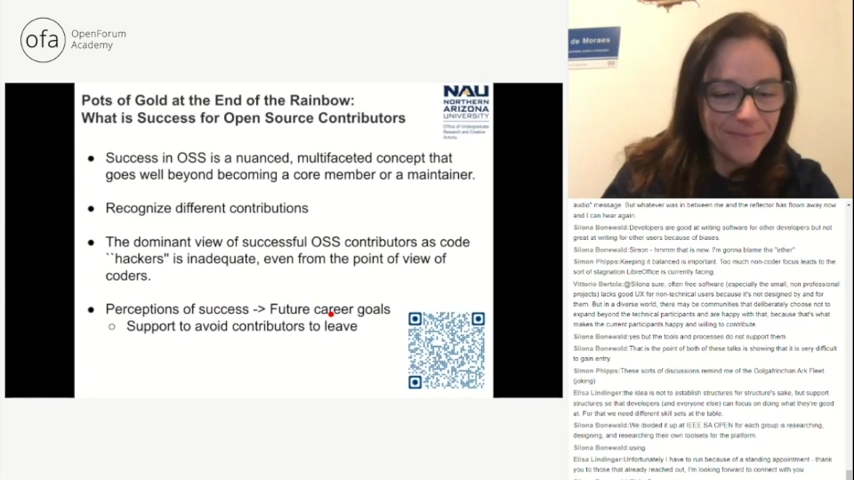 ofa
OpenForum
Academy
Pots of Gold at the End of the Rainbow:
What is Success for Open Source Contributors
NAU
NORTHERN
ARIZONA
UNIVERSITY
Office of Undergraduate
Research and Creative
Activity
● Success in OSS is a nuanced, multifaceted concept that
goes well beyond becoming a core member or a maintainer.
● Recognize different contributions
● The dominant view of successful OSS contributors as code
``hackers" is inadequate, even from the point of view of
coders.
● Perceptions of success -> Future career goals
○ Support to avoid contributors to leave
de Moraes
audio" message. But whatever was in between me and the reflector has flown away now
and I can hear again.
Silona Bonewald:Developers are good at writing software for other developers but not
great at writing for other users because of biases.
Silona Bonewald:Simon - hmmm that is new. I'm gonna blame the "ether"
Simon Phipps:Keeping it balanced is important. Too much non-coder focus leads to the
sort of stagnation LibreOffice is currently facing.
Vittorio Bertola:@Silona sure, often free software (especially the small, non professional
projects) lacks good UX for non-technical users because it's not designed by and for
them. But in a diverse world, there may be communities that deliberately choose not to
expand beyond the technical participants and are happy with that, because that's what
makes the current participants happy and willing to contribute.
Silona Bonewald:yes but the tools and processes do not support them
Silona Bonewald:That is the point of both of these talks is showing that it is very difficult
to gain entry.
Simon Phipps:These sorts of discussions remind me of the Golgafrinchan Ark Fleet
(joking)
Elisa Lindinger:the idea is not to establish structures for structure's sake, but support
structures so that developers (and everyone else) can focus on doing what they're good
at. For that we need different skill sets at the table.
Silona Bonewald:We divided it up at IEEE SA OPEN for each group is researching,
designing, and researching their own toolsets for the platform.
Silona Bonewald:using
Elisa Lindinger:Unfortunately I have to run because of a standing appointment - thank
you to those that already reached out, I'm looking forward to connect with you